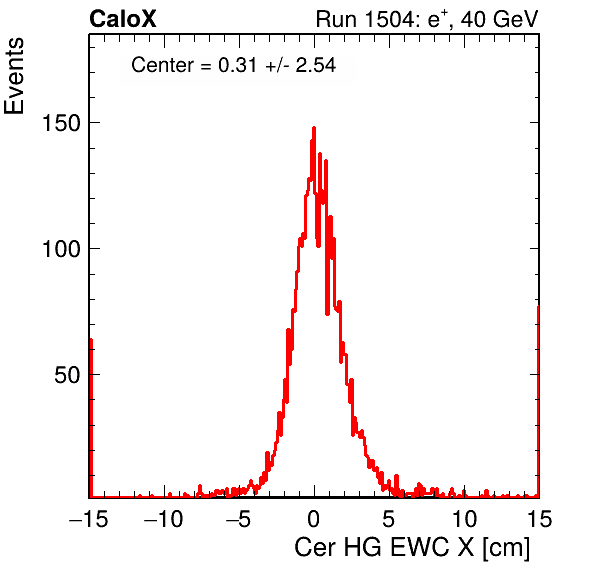 CaloX Run 1504: e⁺, 40 GeV
Events
Center = 0.31 +/- 2.54
150
100
50
−15 −10 −5 0 5 10 15
Cer HG EWC X [cm]